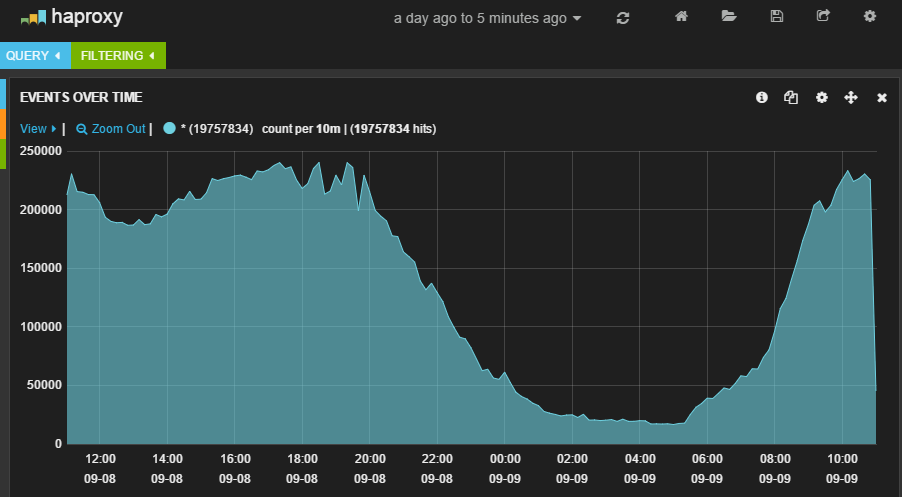 haproxy
a day ago to 5 minutes ago
QUERY FILTERING
EVENTS OVER TIME
View | Zoom Out | * (19757834) count per 10m | (19757834 hits)
250000
200000
150000
100000
50000
0
12:00 14:00 16:00 18:00 20:00 22:00 00:00 02:00 04:00 06:00 08:00 10:00
09-08 09-08 09-08 09-08 09-08 09-08 09-09 09-09 09-09 09-09 09-09 09-09